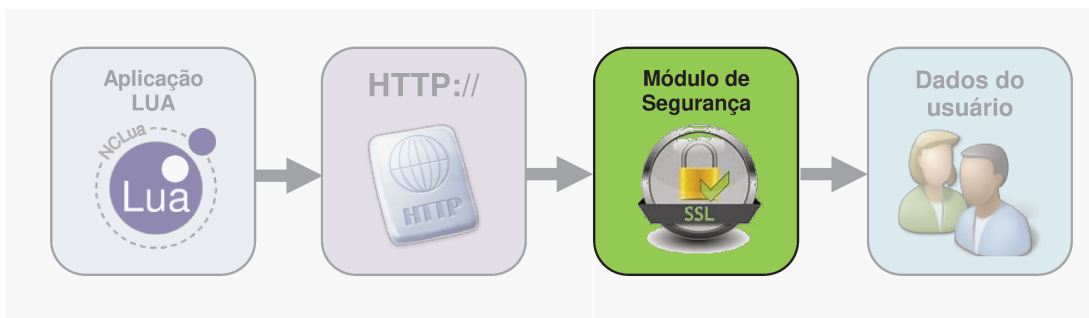 Aplicação
LUA
NCLua
Lua
HTTP://
HTTP
Módulo de
Segurança
SSL
Dados do
usuário